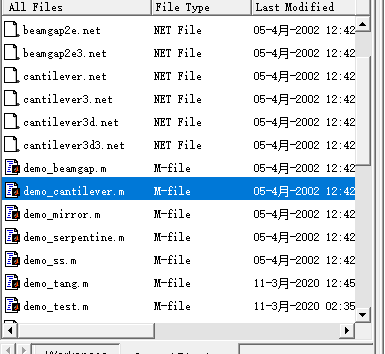 All Files File Type Last Modified
beamgap2e.net NET File 05-4月-2002 12:42
beamgap2e3.net NET File 05-4月-2002 12:42
cantilever.net NET File 05-4月-2002 12:42
cantilever3.net NET File 05-4月-2002 12:42
cantilever3d.net NET File 05-4月-2002 12:42
cantilever3d3.net NET File 05-4月-2002 12:42
demo_beamgap.m M-file 05-4月-2002 12:42
demo_cantilever.m M-file 05-4月-2002 12:42
demo_mirror.m M-file 05-4月-2002 12:42
demo_serpentine.m M-file 05-4月-2002 12:42
demo_ss.m M-file 05-4月-2002 12:42
demo_tang.m M-file 11-3月-2020 12:45
demo_test.m M-file 11-3月-2020 02:35